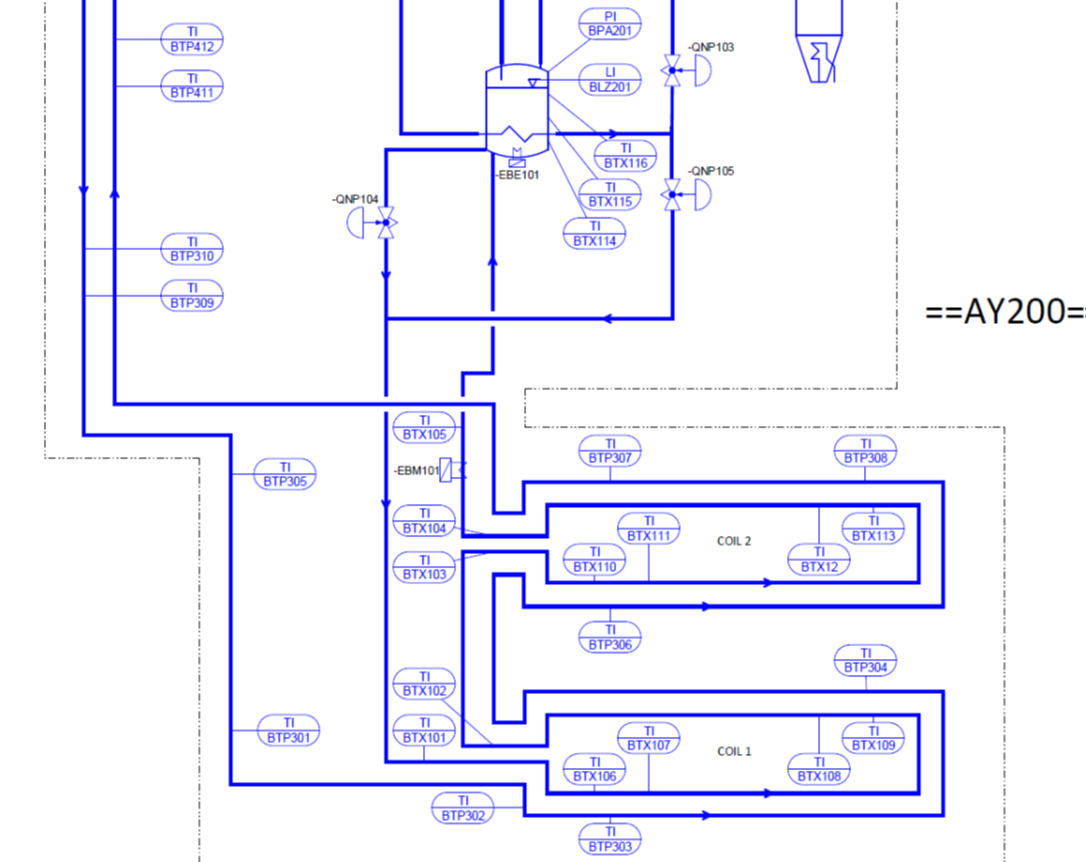 TI
BTP412
TI
BTP411
PI
BPA201
LI
BLZ201
-QNP103
TI
BTX116
-EBE101
TI
BTX115
-QNP105
-QNP104
TI
BTX114
TI
BTP310
TI
BTP309
==AY200=
TI
BTX105
TI
BTP307
TI
BTP308
-EBM101
TI
BTP305
TI
BTX104
TI
BTX111
COIL 2
TI
BTX113
TI
BTX103
TI
BTX110
TI
BTX12
TI
BTP306
TI
BTP304
TI
BTX102
TI
BTP301
TI
BTX101
TI
BTX107
COIL 1
TI
BTX109
TI
BTX106
TI
BTX108
TI
BTP302
TI
BTP303